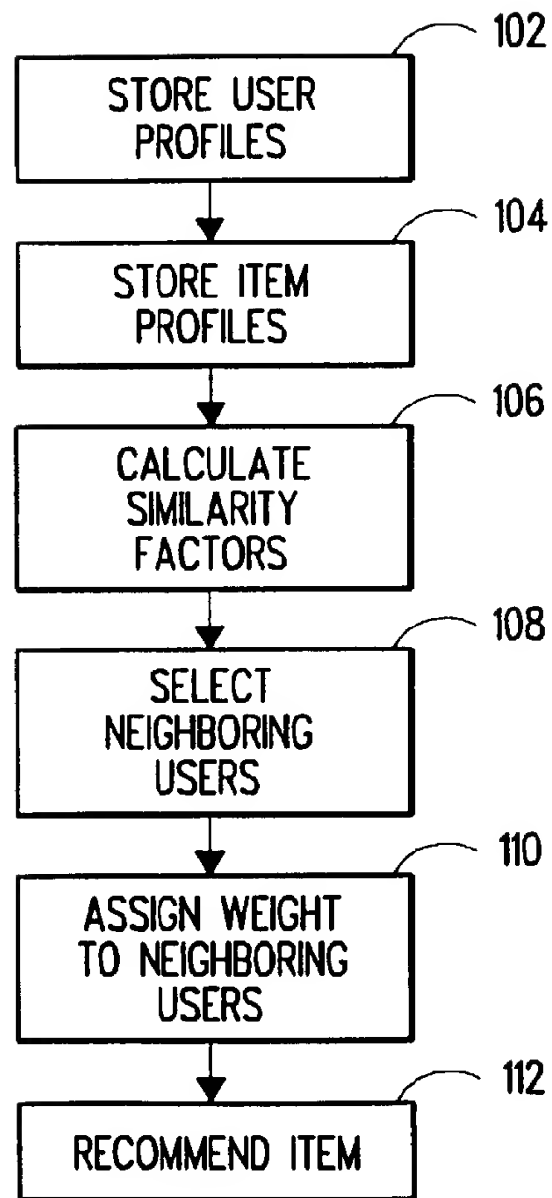 102
STORE USER
PROFILES
104
STORE ITEM
PROFILES
106
CALCULATE
SIMILARITY
FACTORS
108
SELECT
NEIGHBORING
USERS
110
ASSIGN WEIGHT
TO NEIGHBORING
USERS
112
RECOMMEND ITEM